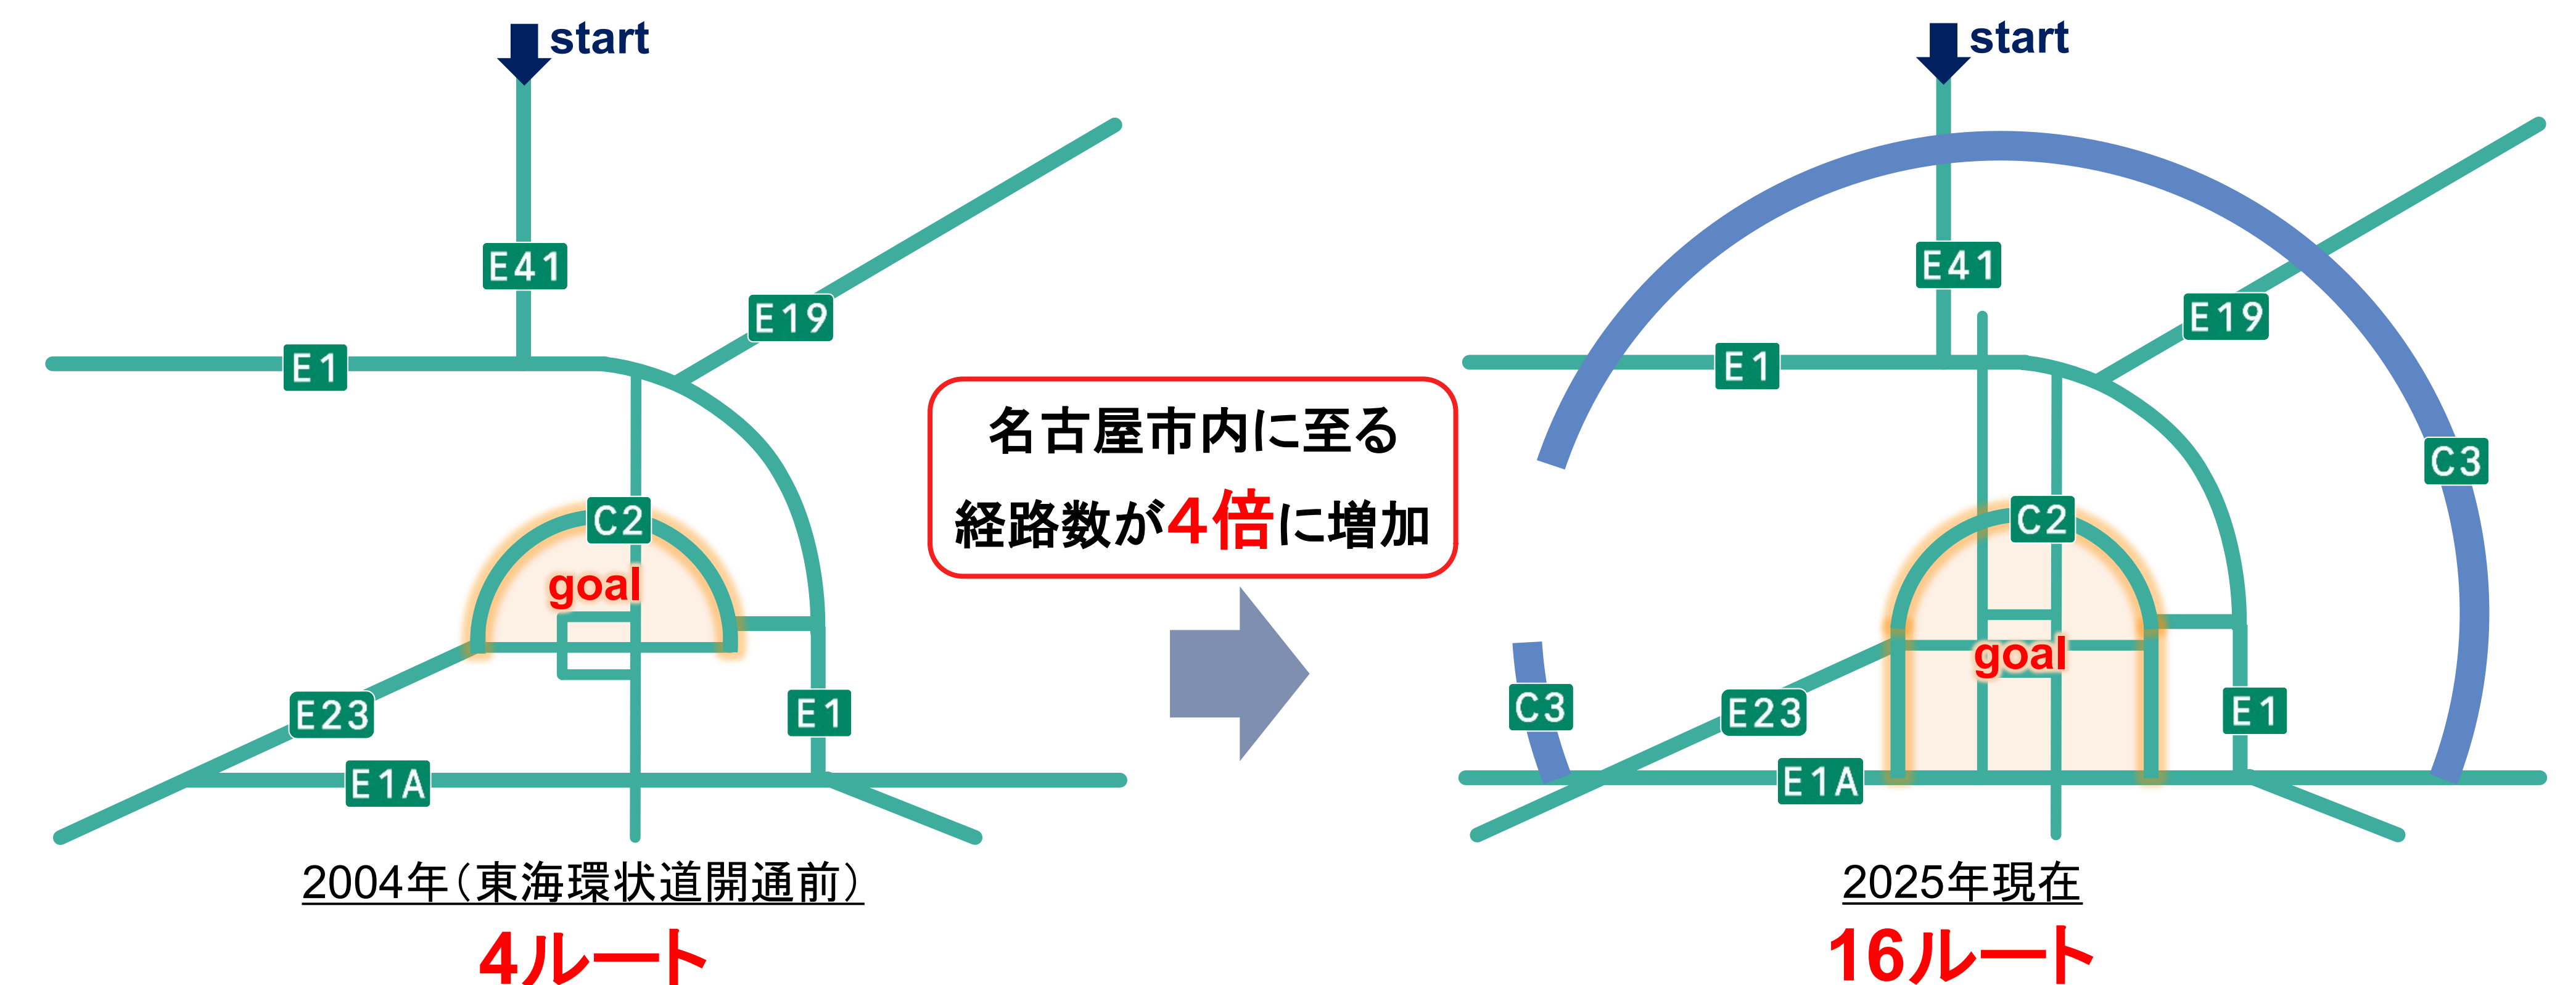 start
E41
E19
E1
C2
goal
E23
E1
E1A
2004年（東海環状道開通前）
4ルート
名古屋市内に至る
経路数が4倍に増加
start
E41
E19
E1
C3
C2
goal
C3
E23
E1
E1A
2025年現在
16ルート